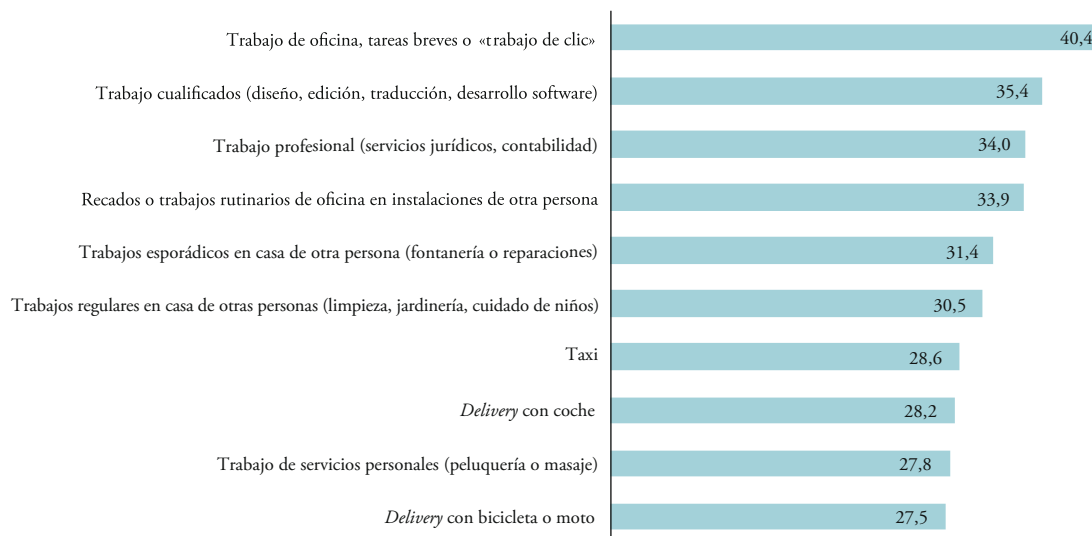 Trabajo de oficina, tareas breves o «trabajo de clic» 40,4
Trabajo cualificados (diseño, edición, traducción, desarrollo software) 35,4
Trabajo profesional (servicios jurídicos, contabilidad) 34,0
Recados o trabajos rutinarios de oficina en instalaciones de otra persona 33,9
Trabajos esporádicos en casa de otra persona (fontanería o reparaciones) 31,4
Trabajos regulares en casa de otras personas (limpieza, jardinería, cuidado de niños) 30,5
Taxi 28,6
Delivery con coche 28,2
Trabajo de servicios personales (peluquería o masaje) 27,8
Delivery con bicicleta o moto 27,5